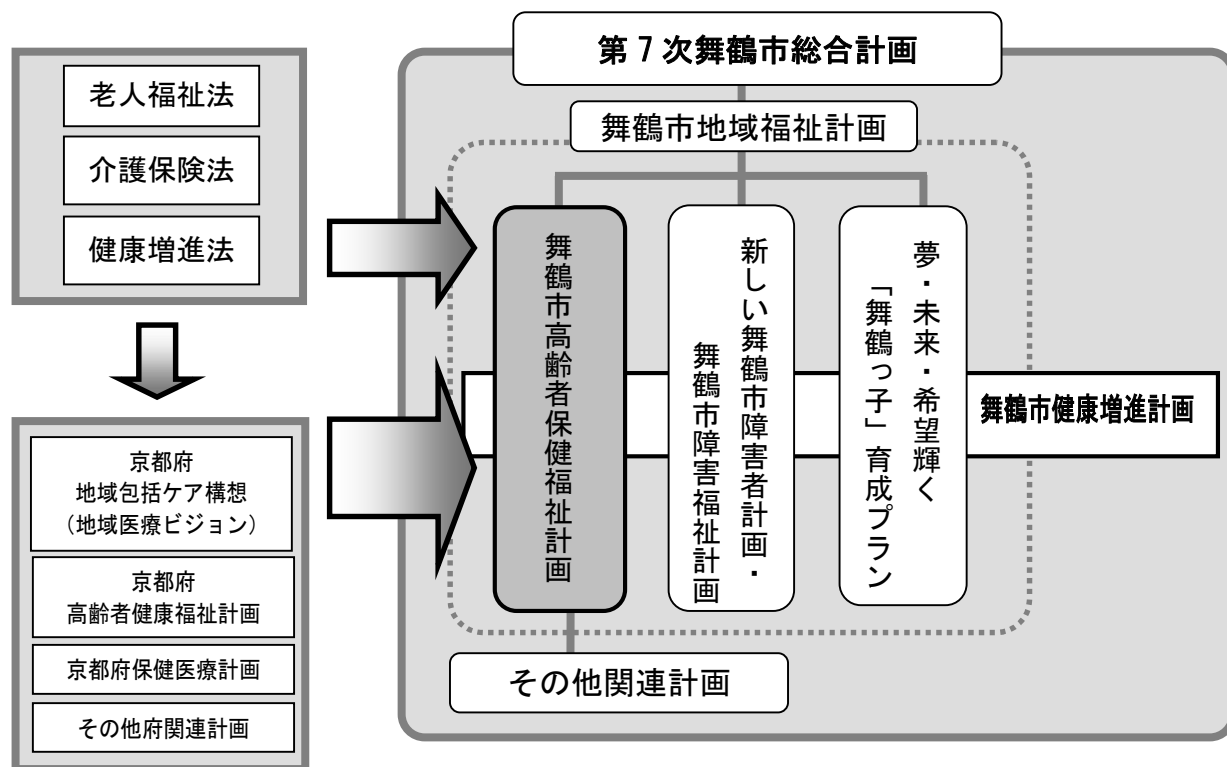 老人福祉法
介護保険法
健康増進法
京都府
地域包括ケア構想
（地域医療ビジョン）
京都府
高齢者健康福祉計画
京都府保健医療計画
その他府関連計画
第７次舞鶴市総合計画
舞鶴市地域福祉計画
舞鶴市高齢者保健福祉計画
新しい舞鶴市障害者計画・
舞鶴市障害福祉計画
夢・未来・希望輝く
「舞鶴っ子」育成プラン
舞鶴市健康増進計画
その他関連計画